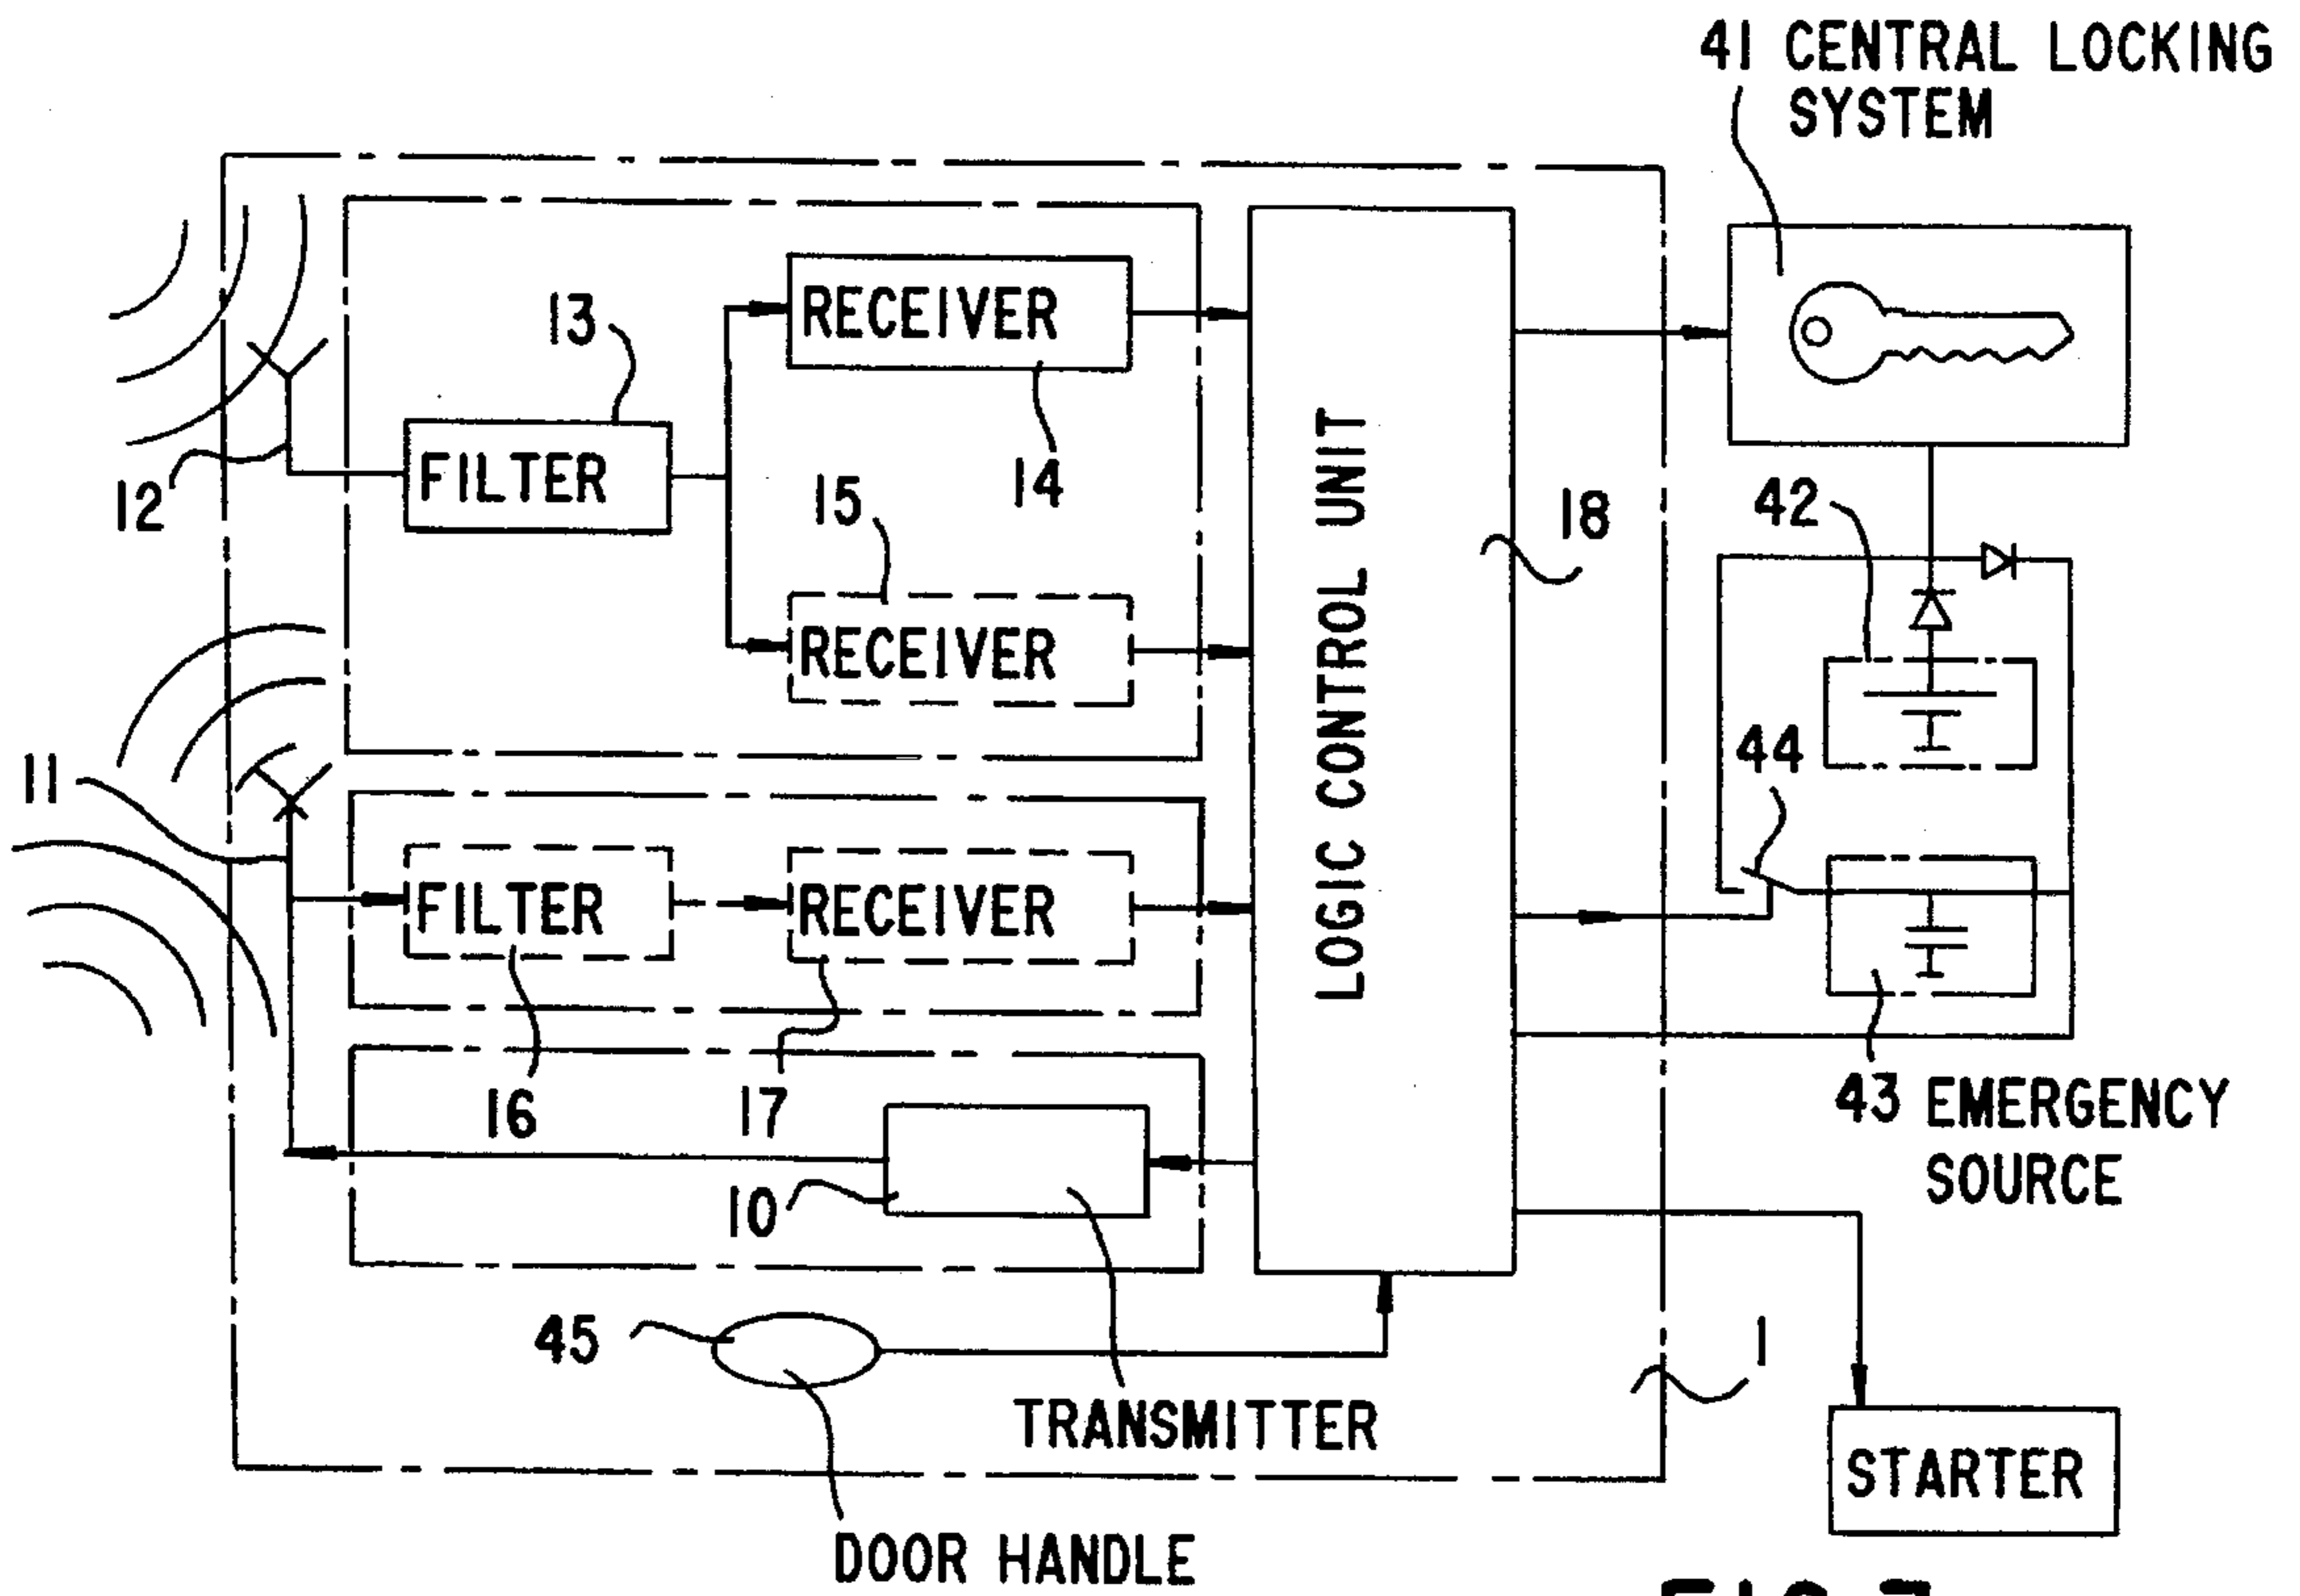 41 CENTRAL LOCKING
SYSTEM
13
RECEIVER
14
FILTER
12
15
18
42
RECEIVER
LOGIC CONTROL UNIT
11
44
FILTER
RECEIVER
16
17
43 EMERGENCY
SOURCE
10
45
1
TRANSMITTER
STARTER
DOOR HANDLE